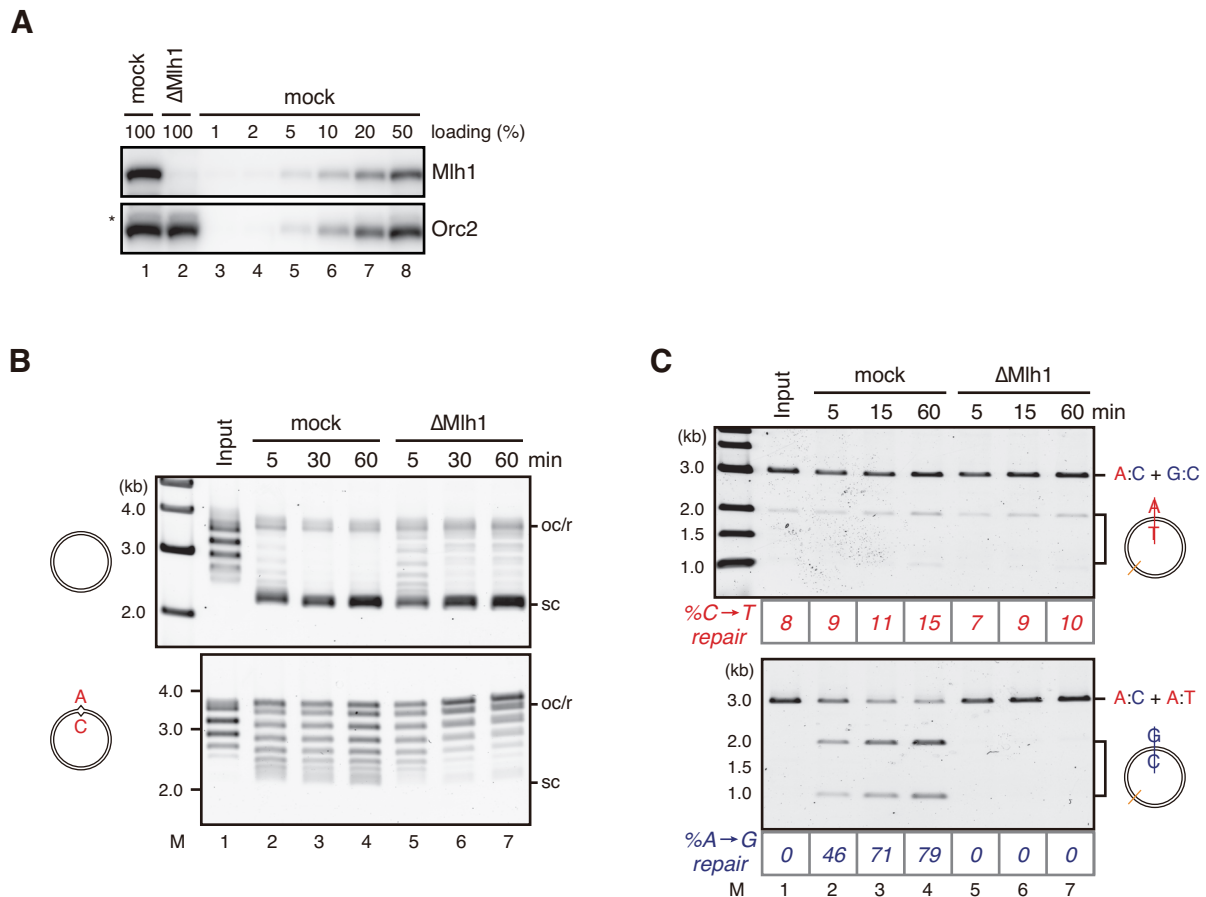 A
mock
ΔMlh1
mock
100 100 1 2 5 10 20 50 loading (%)
Mlh1
* Orc2
1 2 3 4 5 6 7 8
B
Input
mock ΔMlh1
5 30 60 5 30 60 min
(kb)
4.0
3.0
2.0
oc/r
sc
A
C
4.0
3.0
2.0
oc/r
sc
M 1 2 3 4 5 6 7
C
Input
mock ΔMlh1
5 15 60 5 15 60 min
(kb)
3.0
2.0
1.5
1.0
A:C + G:C
A
T
%C→T
repair
8 9 11 15 7 9 10
(kb)
3.0
2.0
1.5
1.0
A:C + A:T
G
C
%A→G
repair
0 46 71 79 0 0 0
M 1 2 3 4 5 6 7